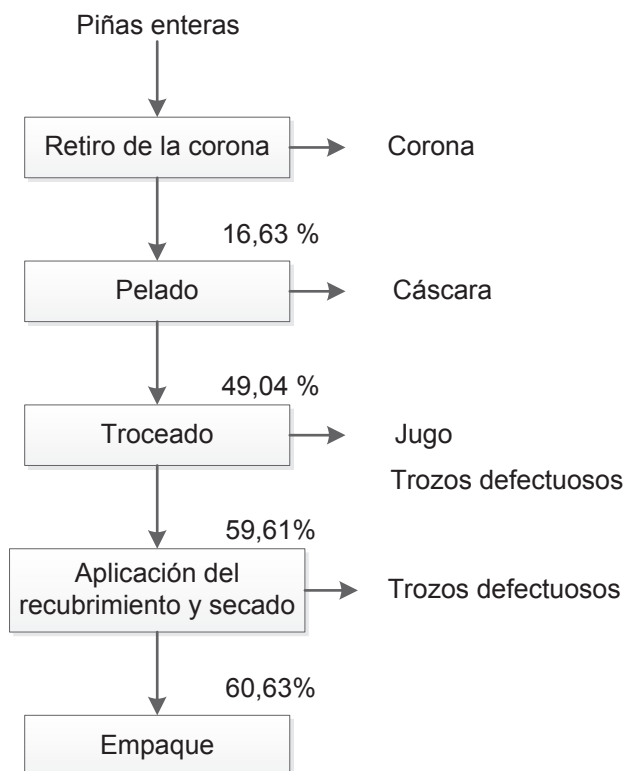 Piñas enteras
Retiro de la corona
Corona
16,63 %
Pelado
Cáscara
49,04 %
Troceado
Jugo
Trozos defectuosos
59,61%
Aplicación del
recubrimiento y secado
Trozos defectuosos
60,63%
Empaque